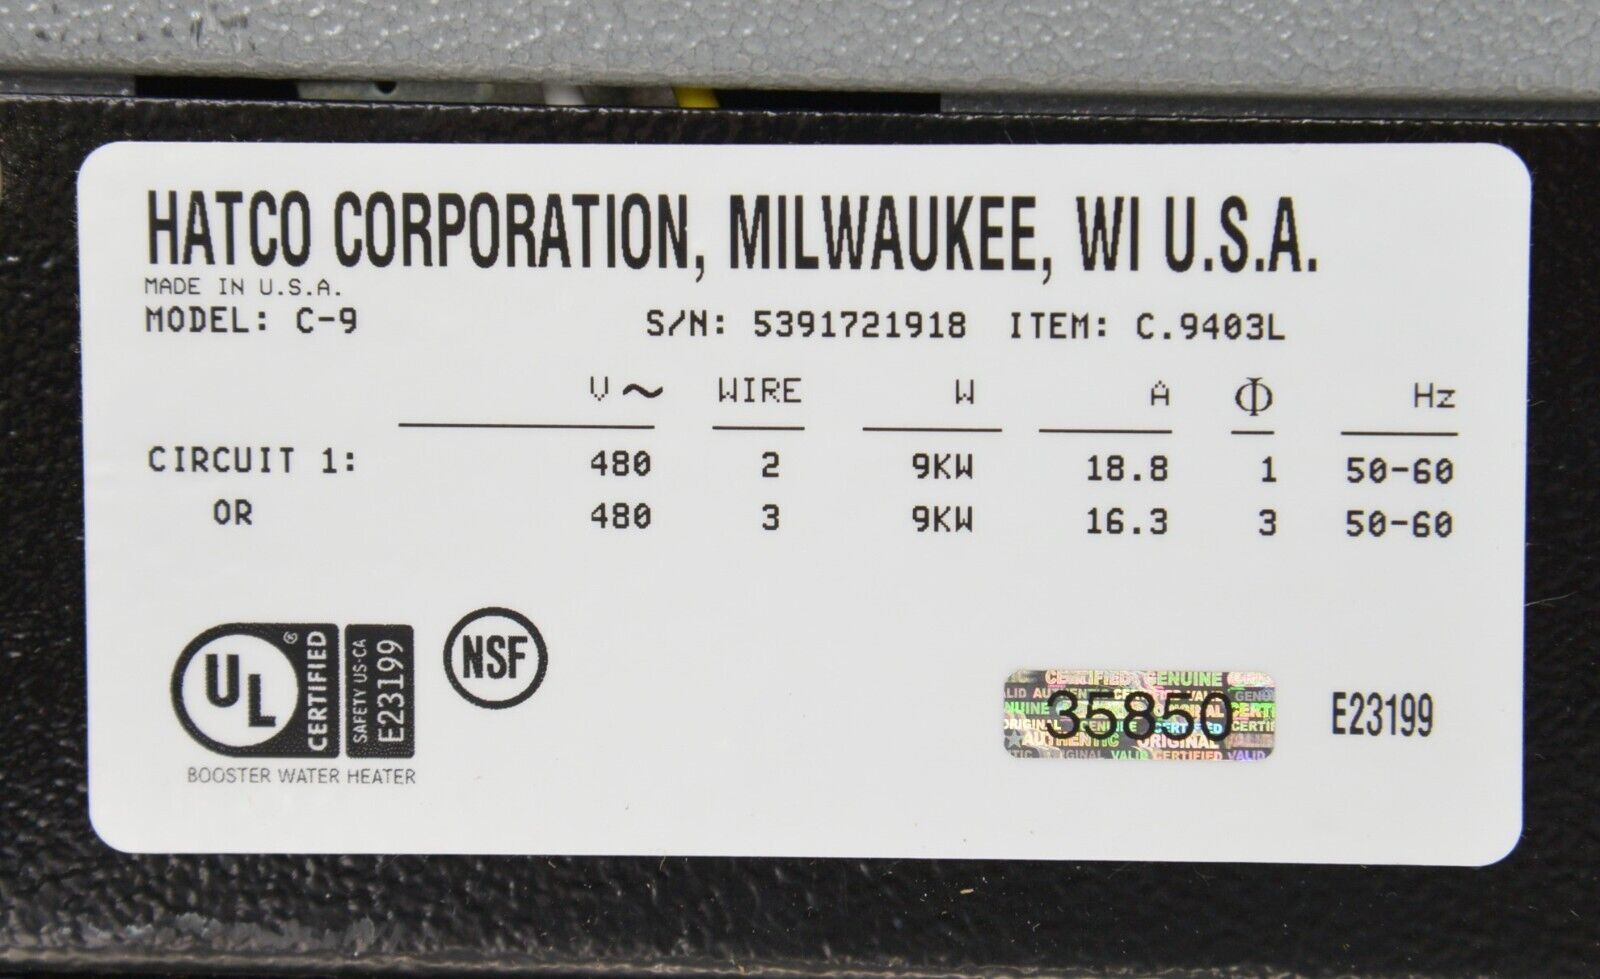 HATCO CORPORATION, MILWAUKEE, WI U.S.A.
MADE IN U.S.A.
MODEL: C-9 S/N: 5391721918 ITEM: C.9403L
V ~ WIRE W A Φ Hz
CIRCUIT 1: 480 2 9KW 18.8 1 50-60
OR 480 3 9KW 16.3 3 50-60
UL ® CERTIFIED
SAFETY US-CA
E23199
BOOSTER WATER HEATER
NSF
35850
E23199